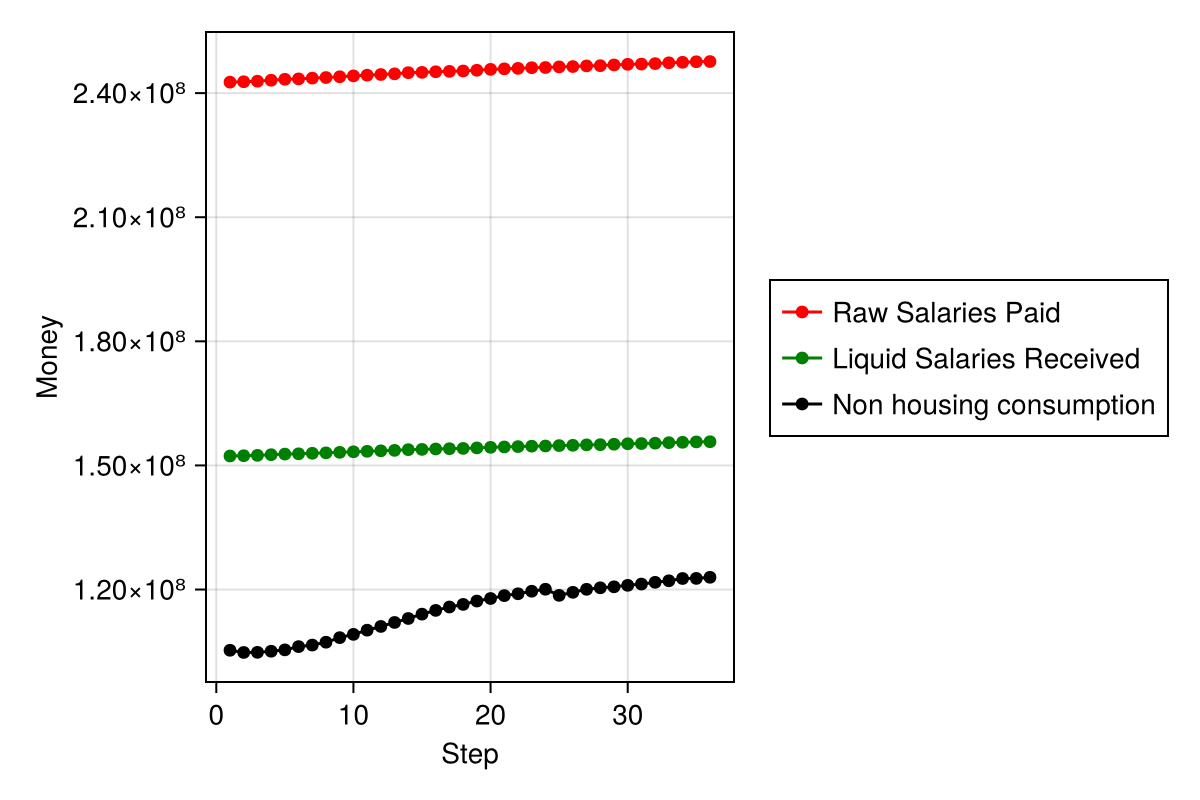 2.40×10⁸
2.10×10⁸
1.80×10⁸
1.50×10⁸
1.20×10⁸
Money
0 10 20 30
Step
Raw Salaries Paid
Liquid Salaries Received
Non housing consumption